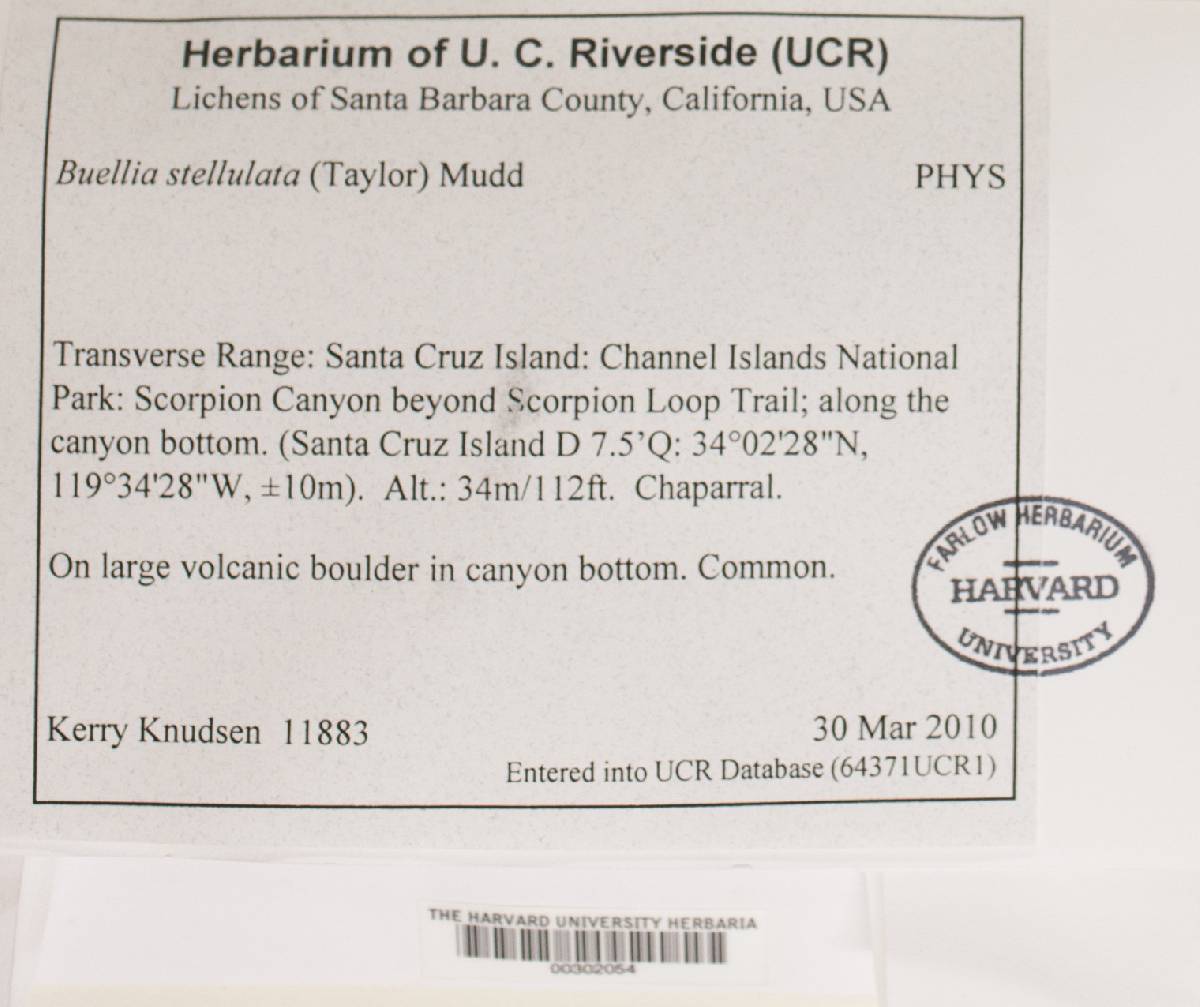 Herbarium of U. C. Riverside (UCR)
Lichens of Santa Barbara County, California, USA
Buellia stellulata (Taylor) Mudd PHYS
Transverse Range: Santa Cruz Island: Channel Islands National
Park: Scorpion Canyon beyond Scorpion Loop Trail; along the
canyon bottom. (Santa Cruz Island D 7.5’Q: 34°02'28"N,
119°34'28"W, ±10m). Alt.: 34m/112ft. Chaparral.
On large volcanic boulder in canyon bottom. Common.
FARLOW HERBARIUM
HARVARD
UNIVERSITY
Kerry Knudsen 11883 30 Mar 2010
Entered into UCR Database (64371UCR1)
THE HARVARD UNIVERSITY HERBARIA
00302054